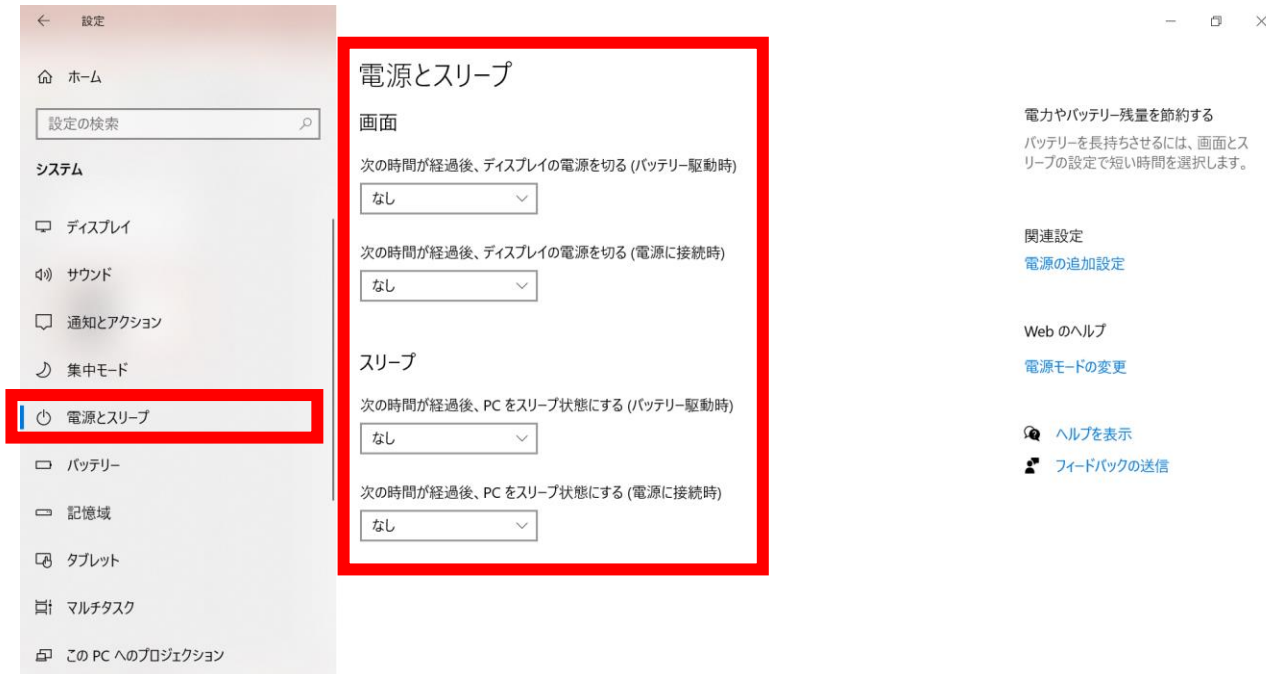 設定
ホーム
設定の検索
システム
ディスプレイ
サウンド
通知とアクション
集中モード
電源とスリープ
バッテリー
記憶域
タブレット
マルチタスク
この PC へのプロジェクション
電源とスリープ
画面
次の時間が経過後、ディスプレイの電源を切る (バッテリー駆動時)
なし
次の時間が経過後、ディスプレイの電源を切る (電源に接続時)
なし
スリープ
次の時間が経過後、PC をスリープ状態にする (バッテリー駆動時)
なし
次の時間が経過後、PC をスリープ状態にする (電源に接続時)
なし
電力やバッテリー残量を節約する
バッテリーを長持ちさせるには、画面とス
リープの設定で短い時間を選択します。
関連設定
電源の追加設定
Web のヘルプ
電源モードの変更
ヘルプを表示
フィードバックの送信